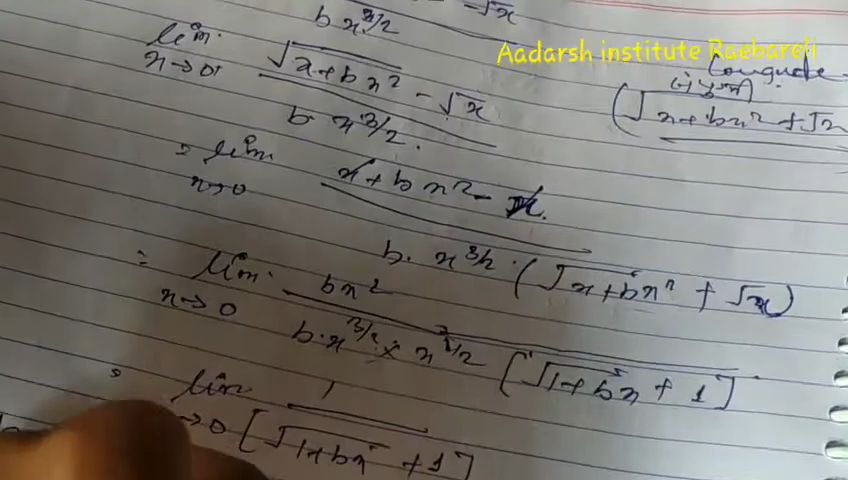 -√x
b x^3/2
Aadarsh institute Raebareli
lim x→0⁺ (√(x+bx²) - √x) / (b x^3/2)
(√(x+bx²) + √x
= lim x→0 (x+bx² - x) / (b. x^3/2 . (√(x+bx²) + √x))
= lim x→0 bx² / (b.x^3/2 × x^1/2 [√(1+bx) + 1])
= lim x→0 1 / [√(1+bx) + 1]